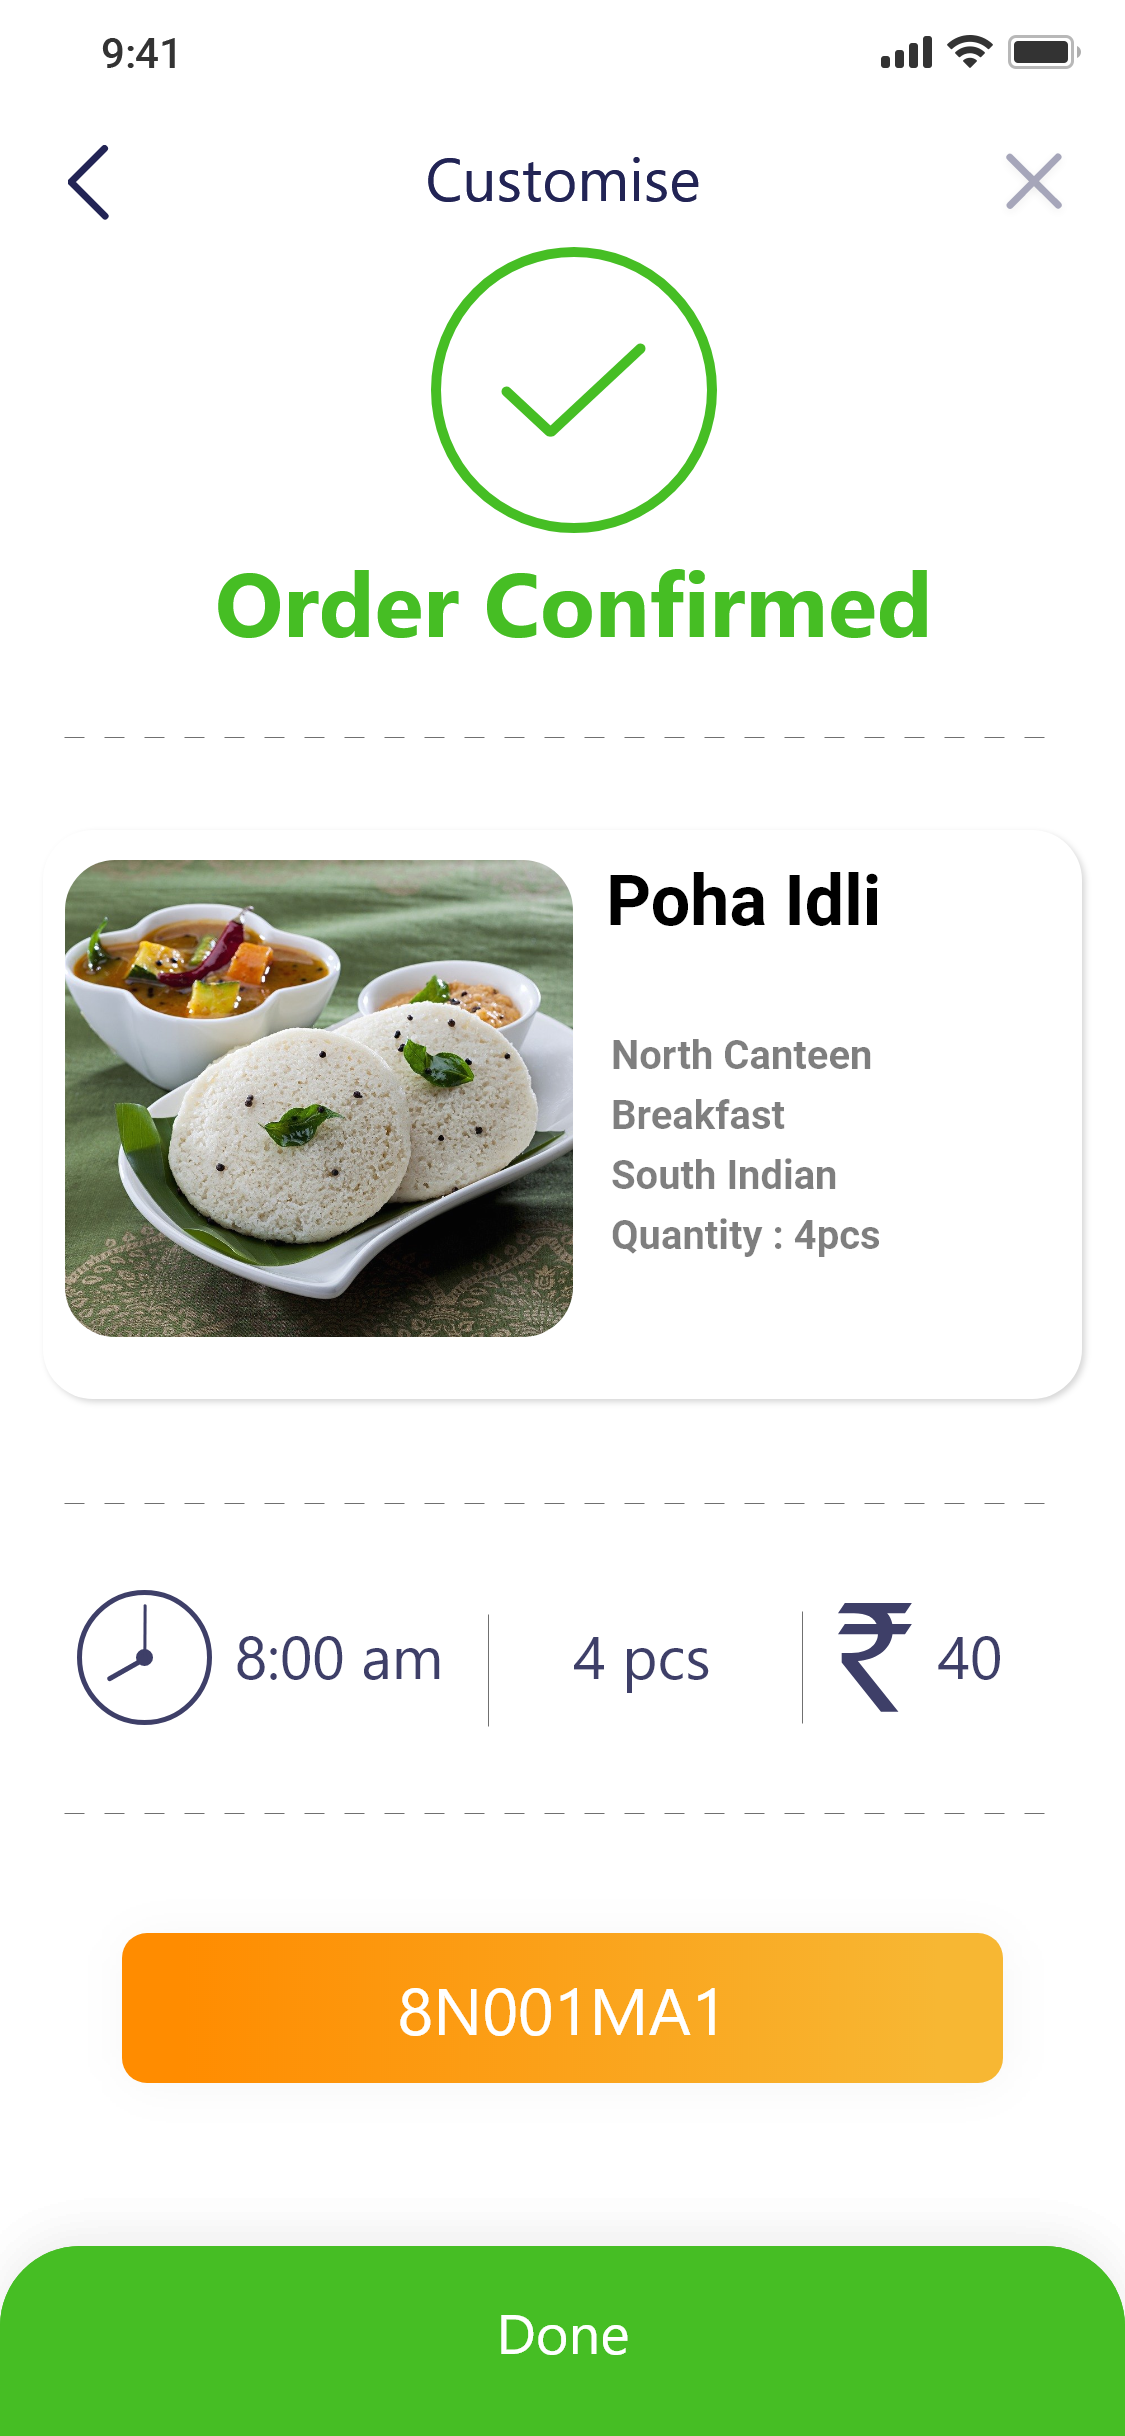 9:41
Customise
Order Confirmed
Poha Idli
North Canteen
Breakfast
South Indian
Quantity : 4pcs
8:00 am
4 pcs
₹ 40
8N001MA1
Done